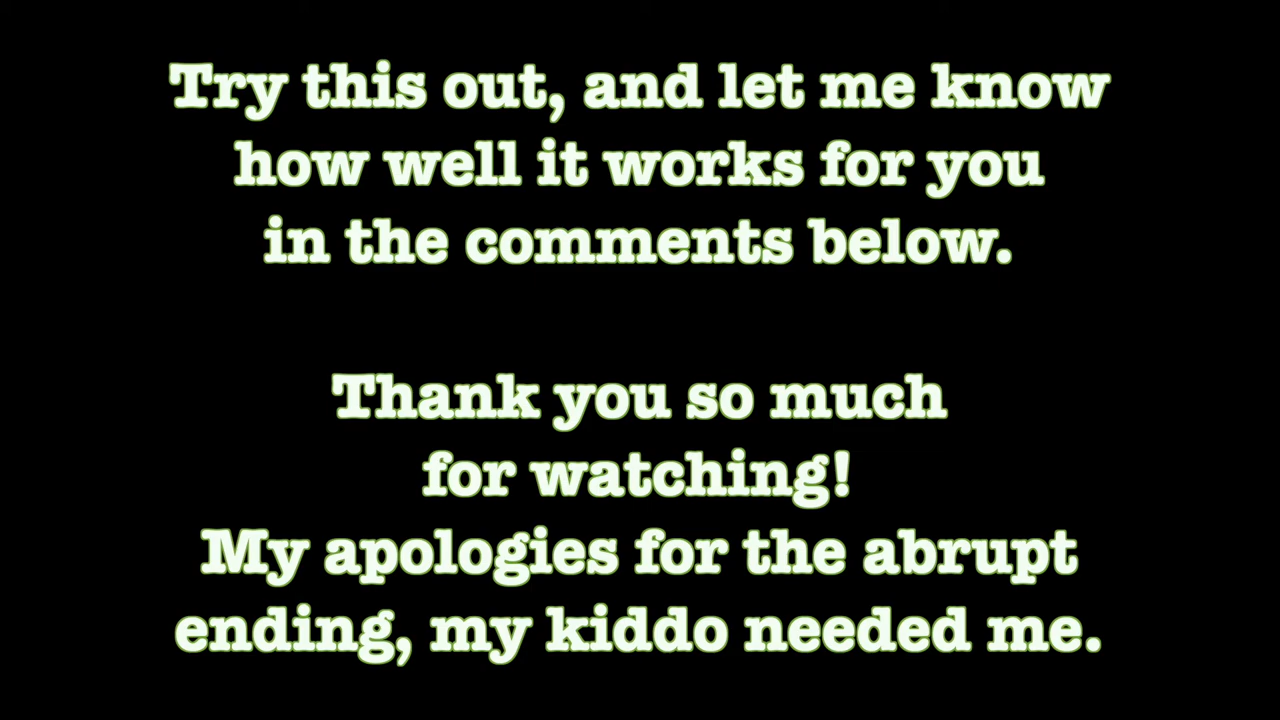 Try this out, and let me know
how well it works for you
in the comments below.
Thank you so much
for watching!
My apologies for the abrupt
ending, my kiddo needed me.